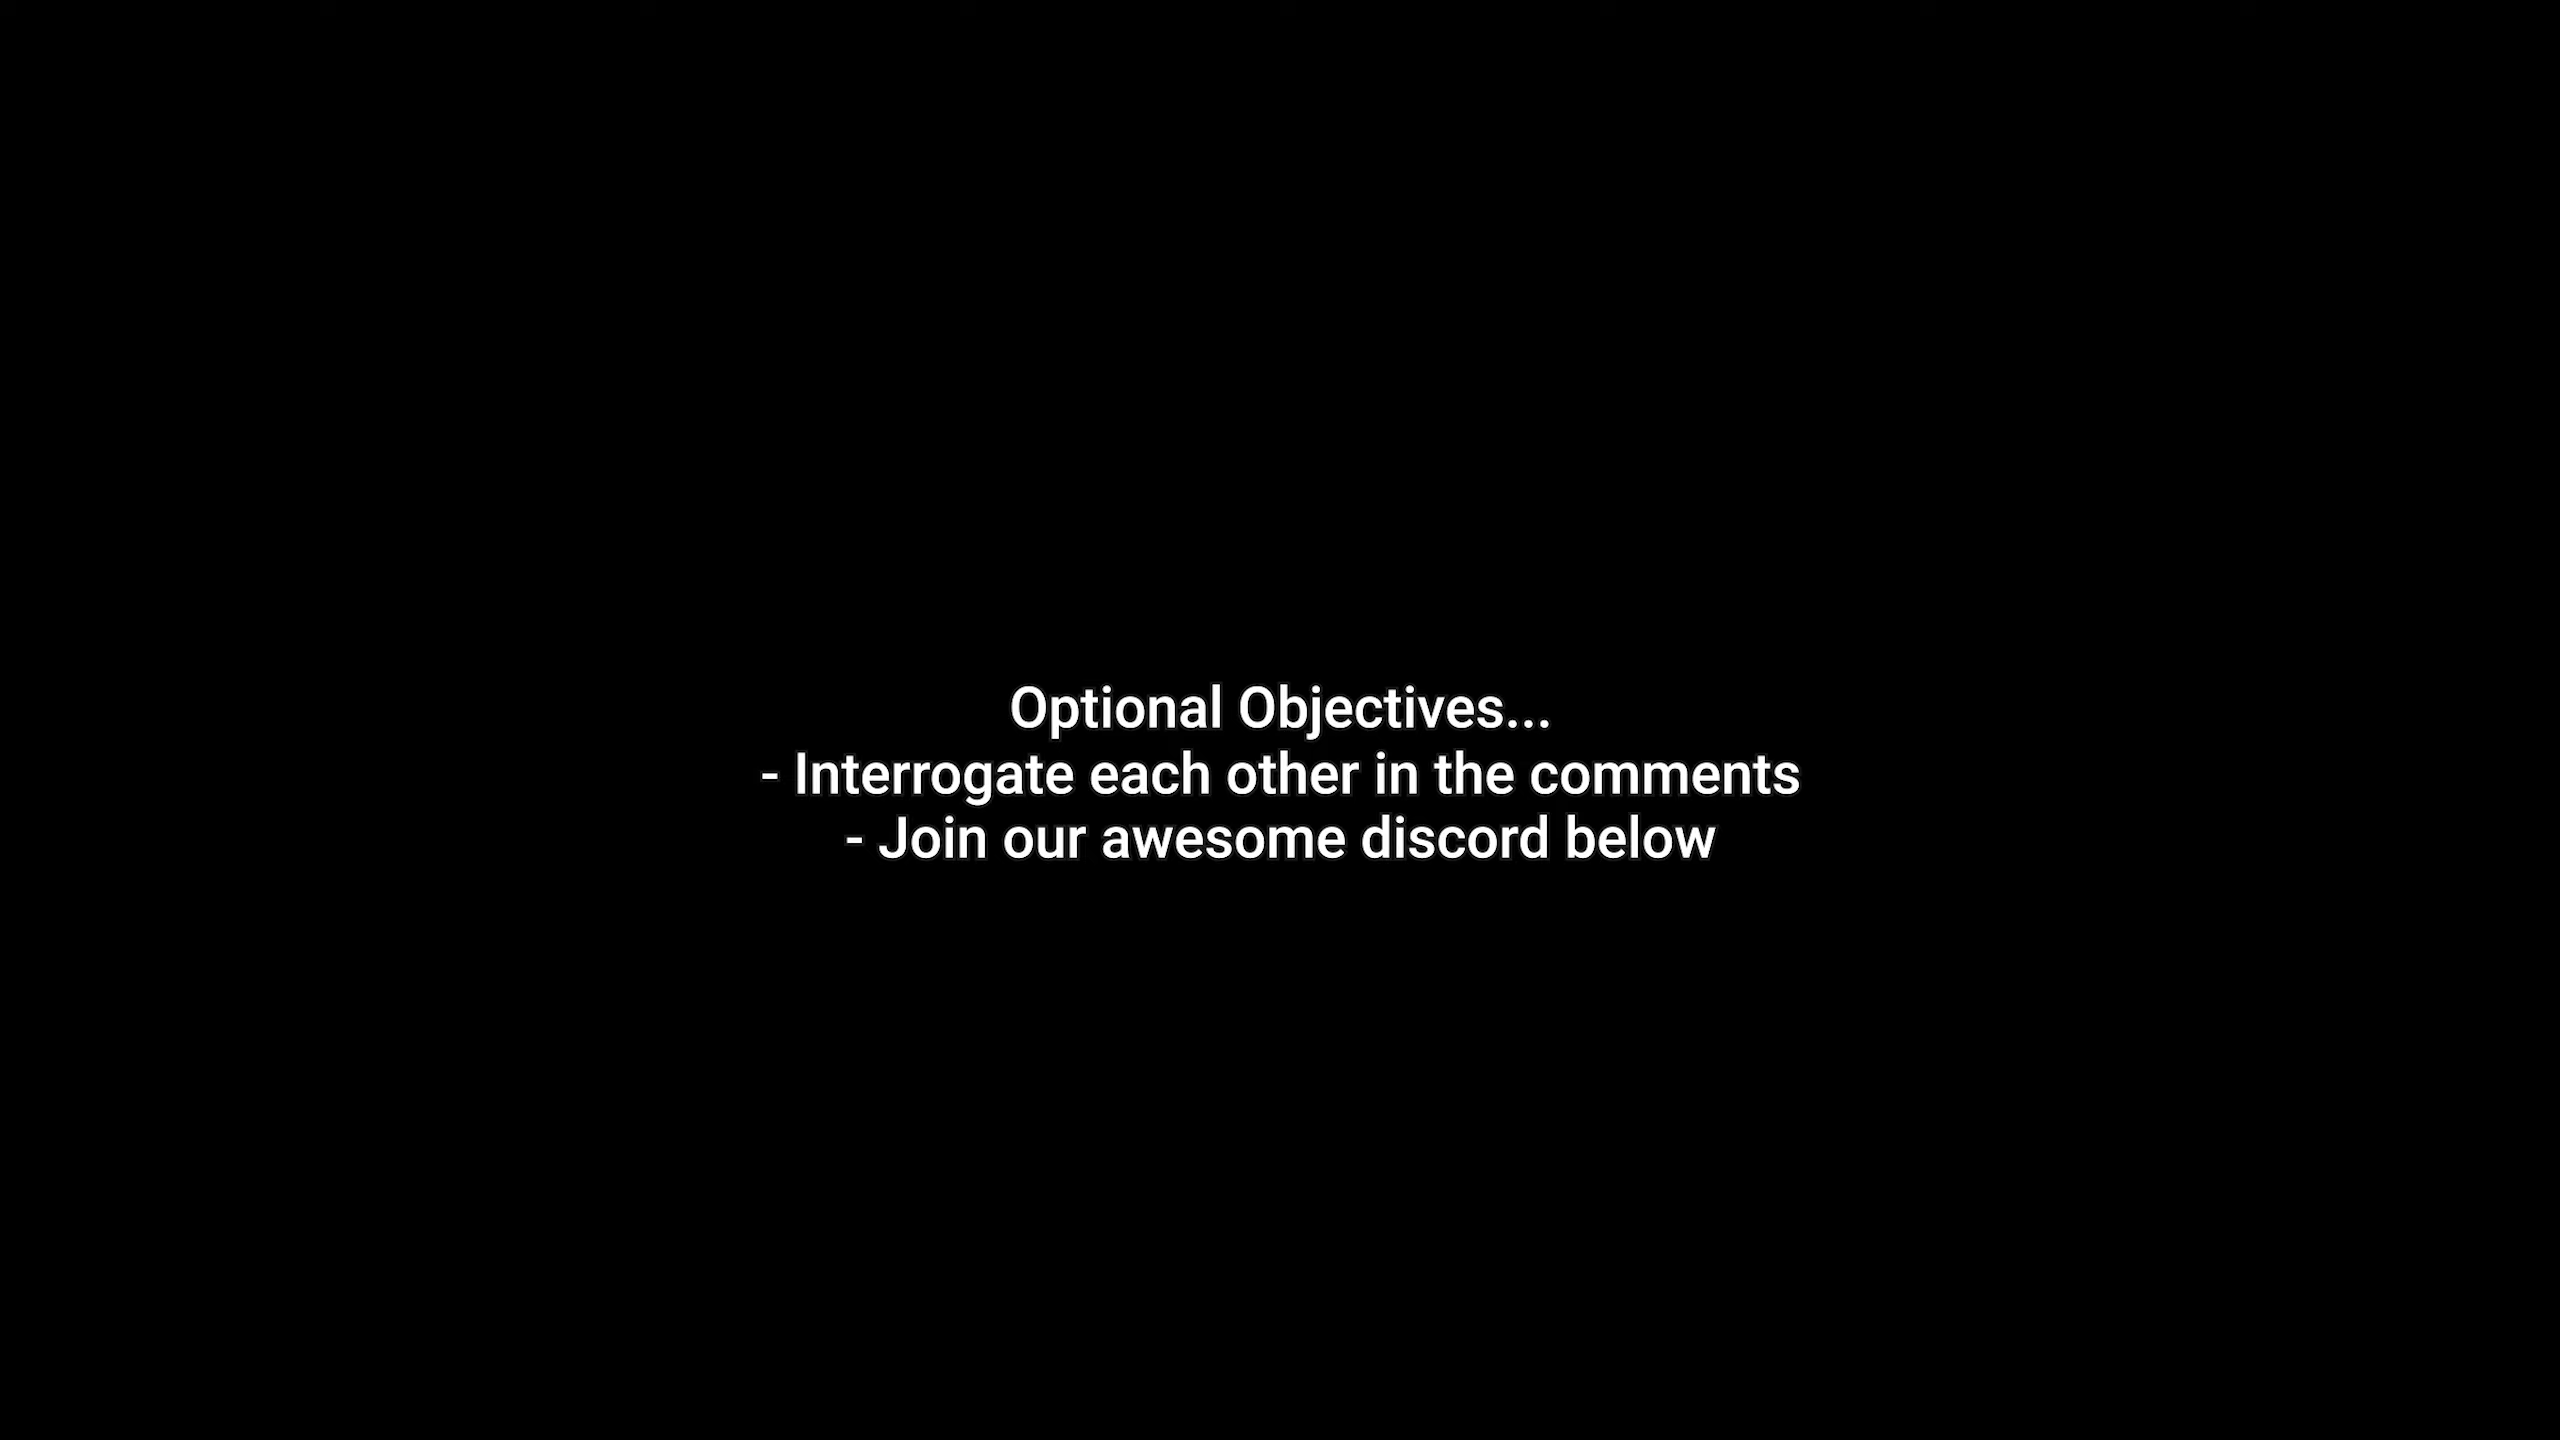 Optional Objectives...
- Interrogate each other in the comments
- Join our awesome discord below